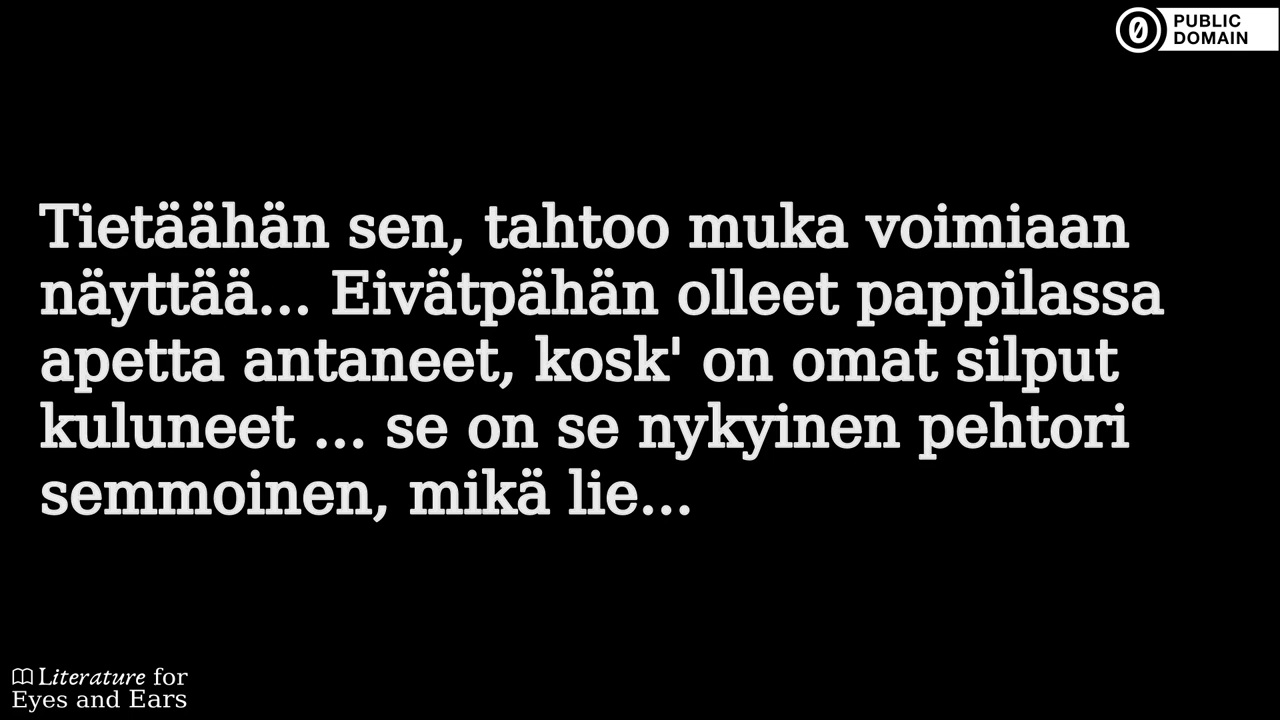 PUBLIC
DOMAIN
Tietäähän sen, tahtoo muka voimiaan
näyttää... Eivätpähän olleet pappilassa
apetta antaneet, kosk' on omat silput
kuluneet ... se on se nykyinen pehtori
semmoinen, mikä lie...
Literature for
Eyes and Ears